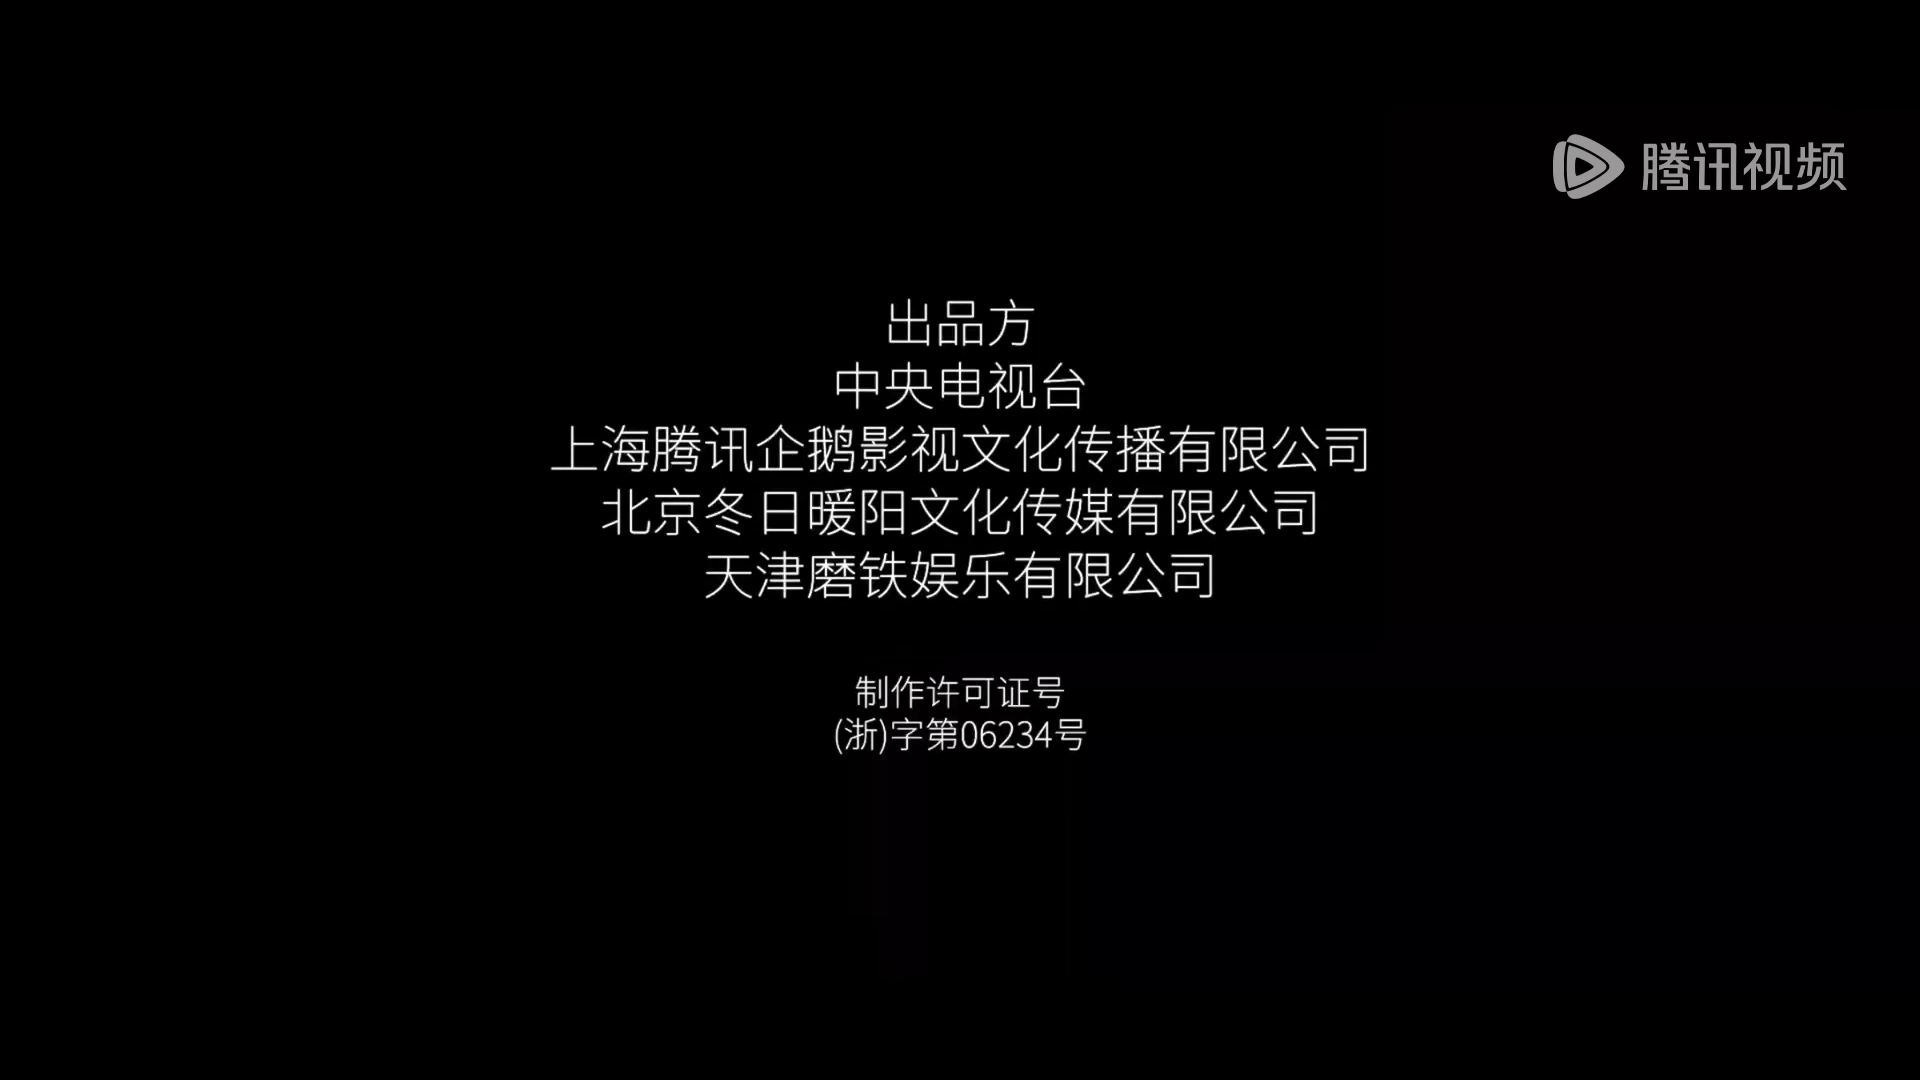 腾讯视频
出品方
中央电视台
上海腾讯企鹅影视文化传播有限公司
北京冬日暖阳文化传媒有限公司
天津磨铁娱乐有限公司
制作许可证号
(浙)字第06234号